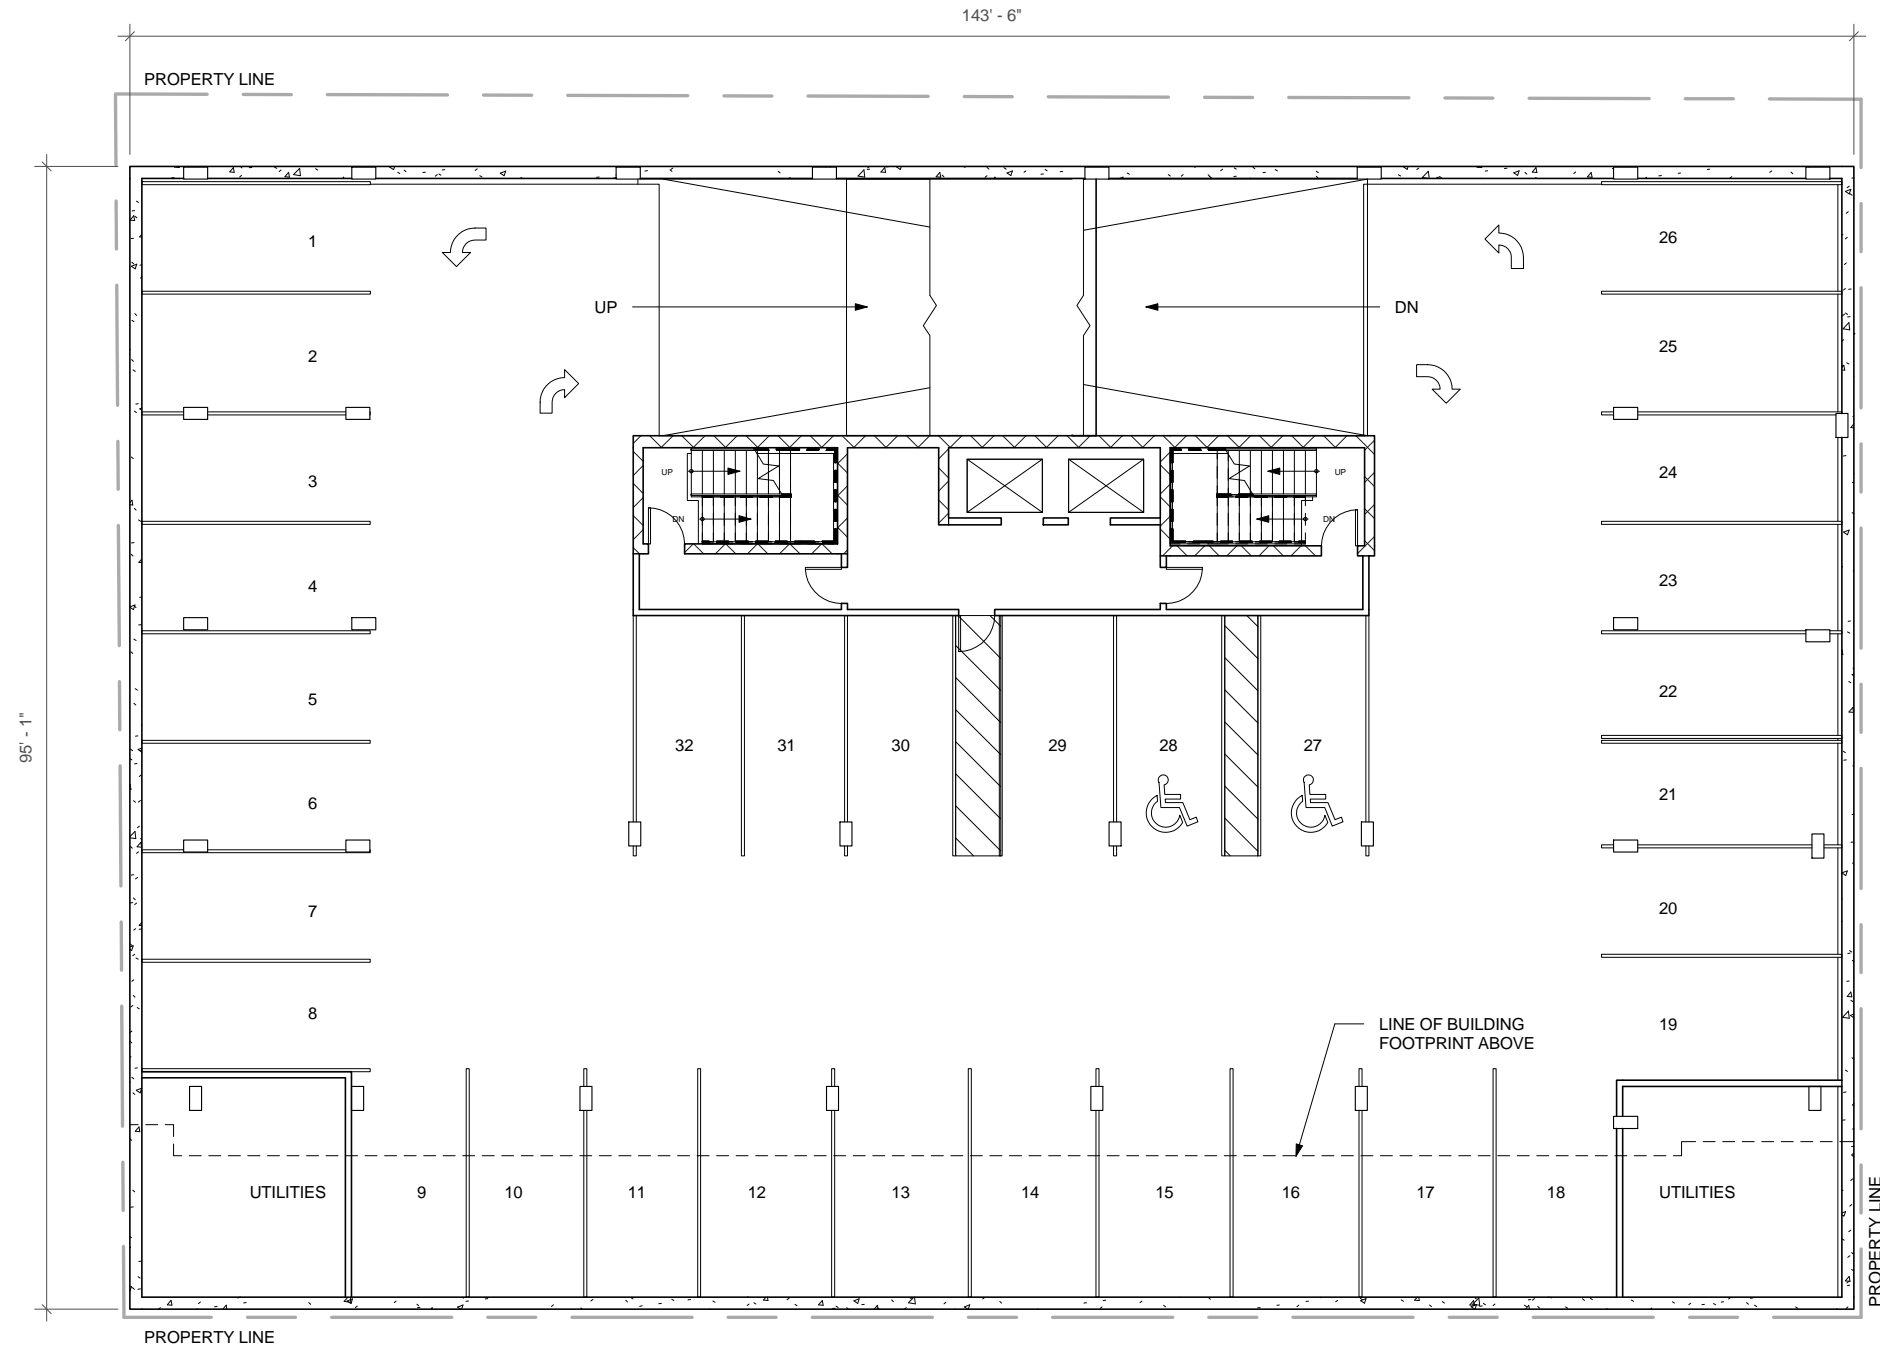 143' - 6"
PROPERTY LINE
1
26
UP
DN
2
25
UP
UP
3
24
DN
DN
4
23
5
22
32
31
30
29
28
27
6
21
7
20
8
19
LINE OF BUILDING
FOOTPRINT ABOVE
95' - 1"
UTILITIES
9
10
11
12
13
14
15
16
17
18
UTILITIES
PROPERTY LINE
PROPERTY LINE